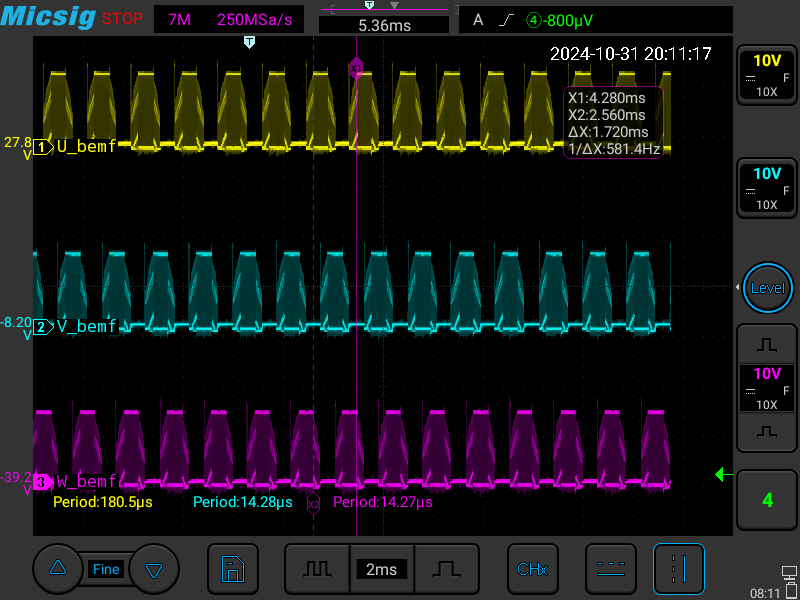 Micsig STOP 7M 250MSa/s 5.36ms A 4 -800μV
T
T
2024-10-31 20:11:17
10V
F
10X
X1
X1:4.280ms
X2:2.560ms
ΔX:1.720ms
1/ΔX:581.4Hz
27.8
V
1 U_bemf
10V
F
10X
Level
-8.20
V
2 V_bemf
10V
F
10X
-39.2
V
3 W_bemf
Period:180.5μs Period:14.28μs X2 Period:14.27μs
4
Fine 2ms CHx
08:11